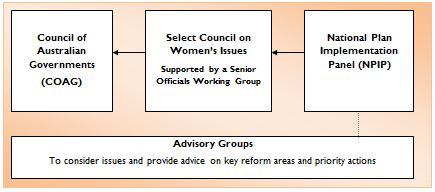 Council of
Australian
Governments
(COAG)
Select Council on
Women's Issues
Supported by a Senior
Officials Working Group
National Plan
Implementation
Panel (NPIP)
Advisory Groups
To consider issues and provide advice on key reform areas and priority actions